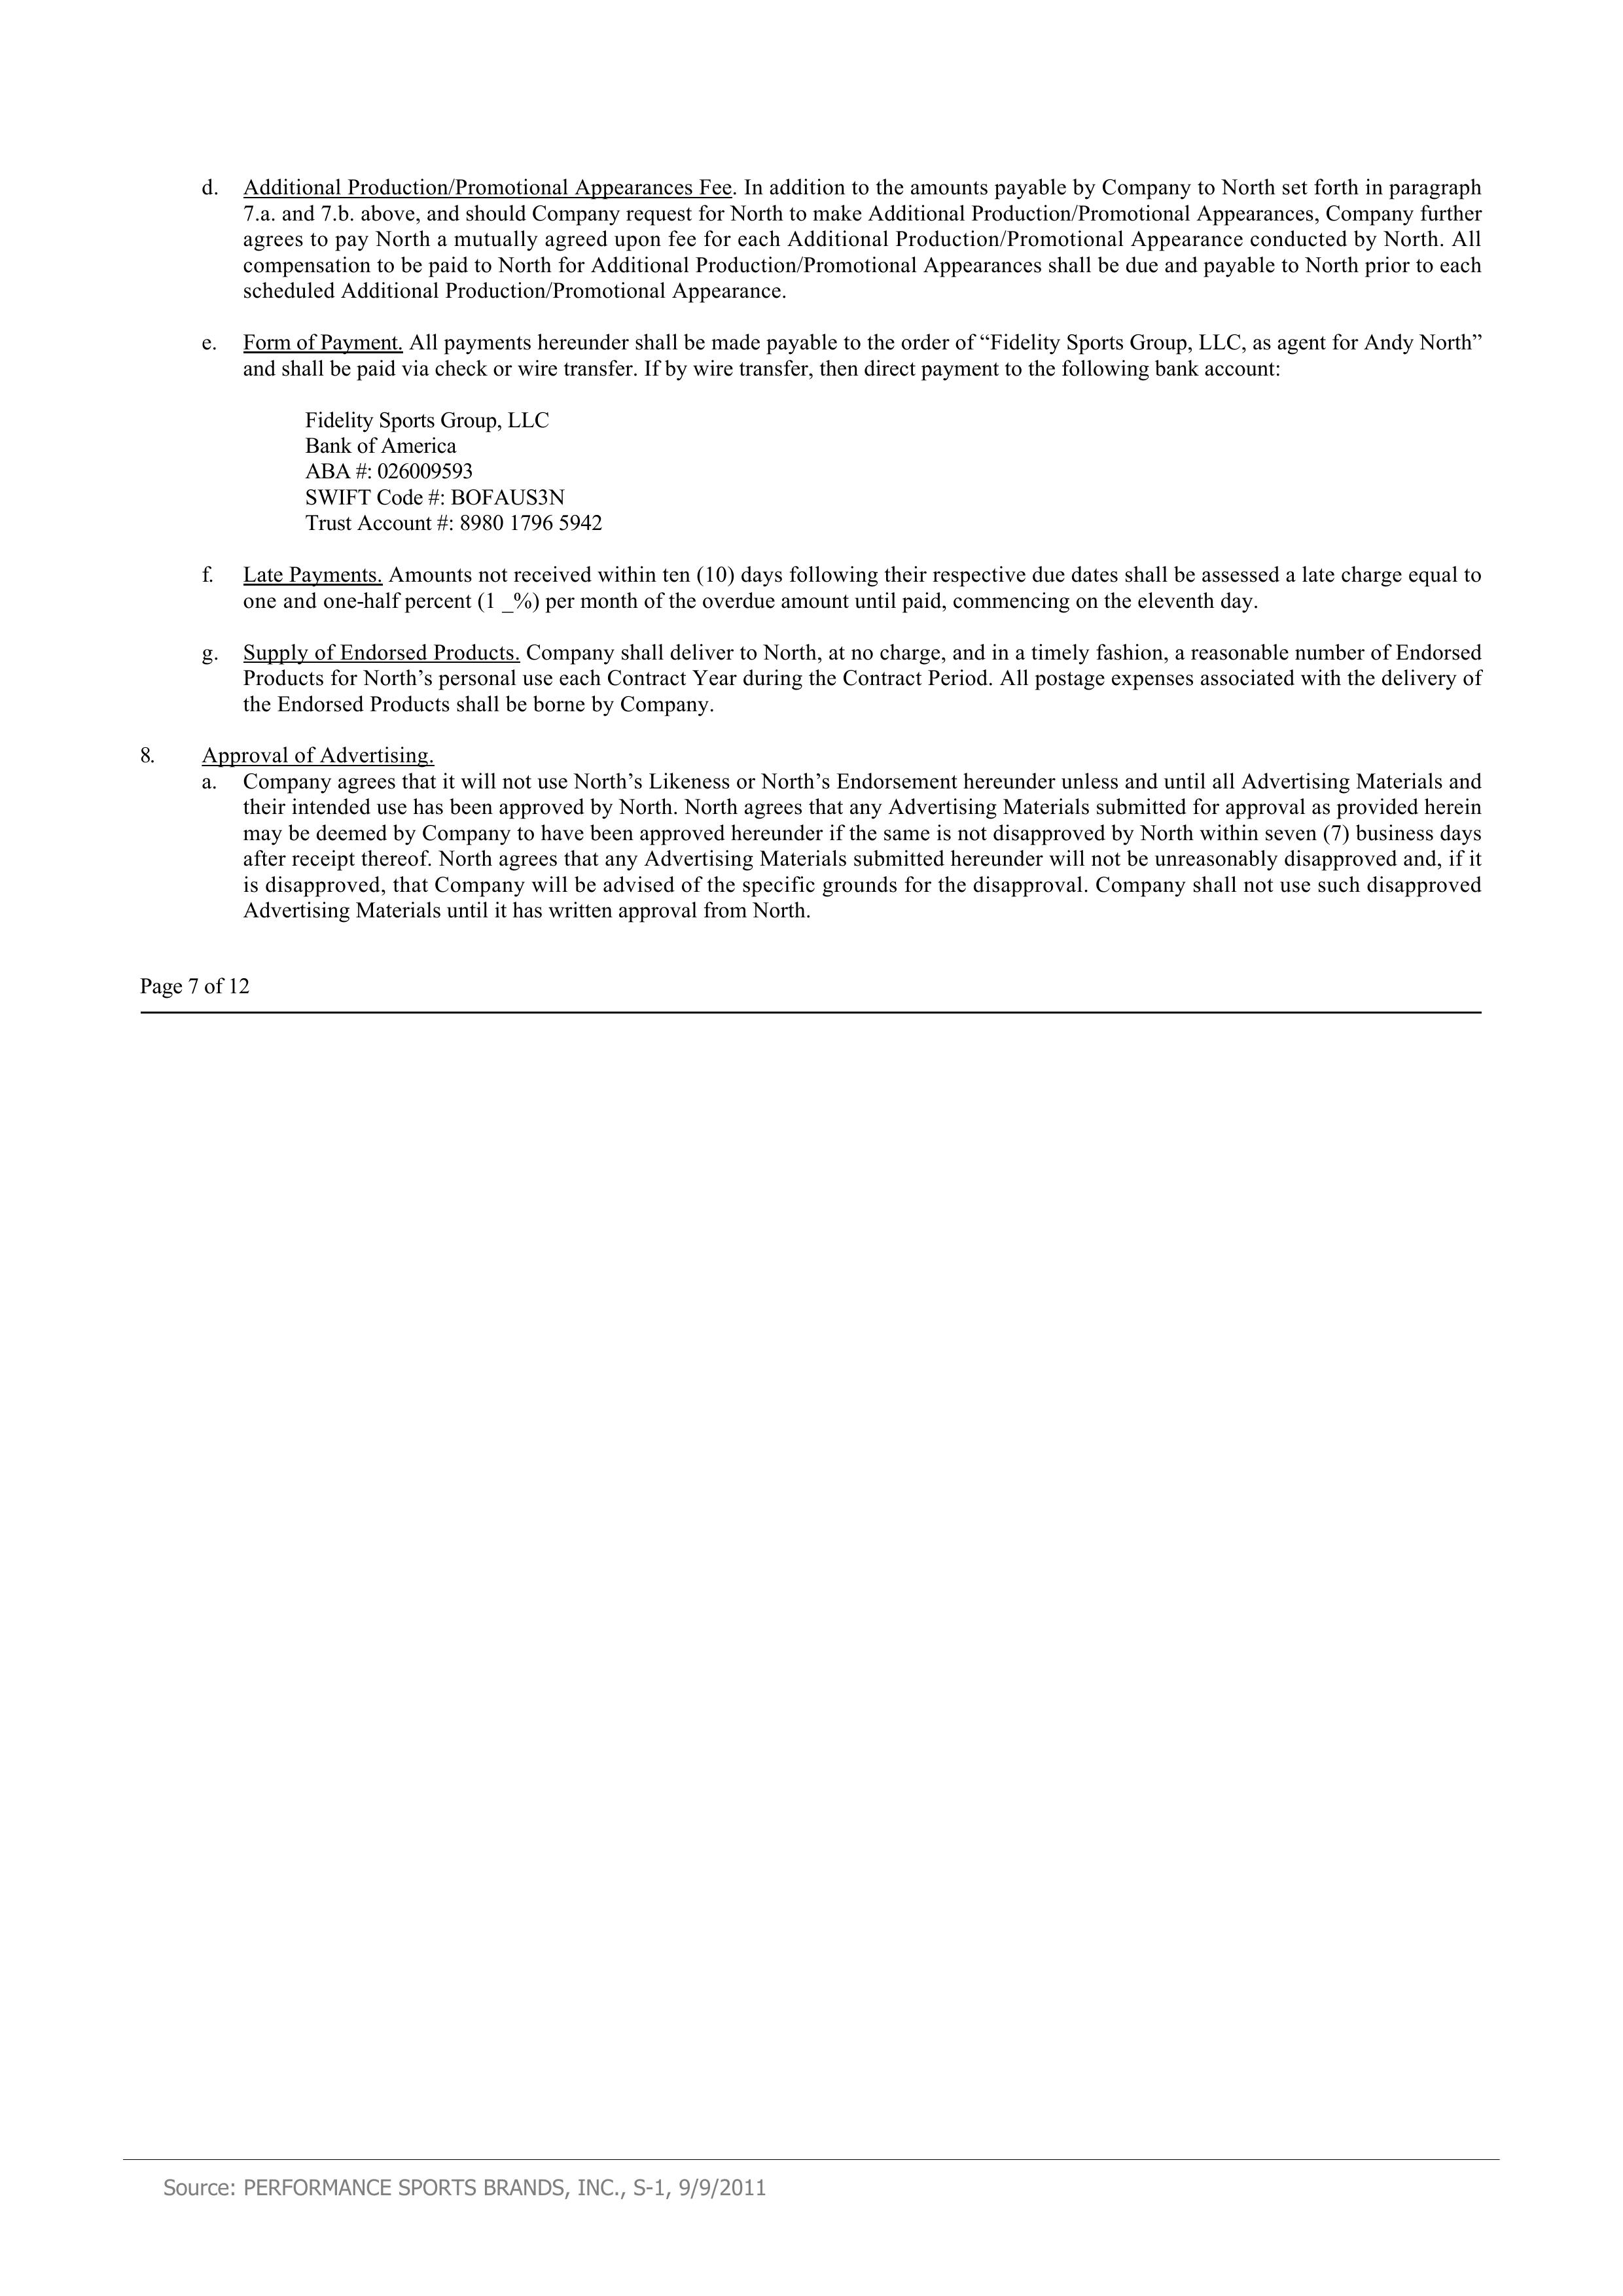 d. Additional Production/Promotional Appearances Fee. In addition to the amounts payable by Company to North set forth in paragraph
7.a. and 7.b. above, and should Company request for North to make Additional Production/Promotional Appearances, Company further
agrees to pay North a mutually agreed upon fee for each Additional Production/Promotional Appearance conducted by North. All
compensation to be paid to North for Additional Production/Promotional Appearances shall be due and payable to North prior to each
scheduled Additional Production/Promotional Appearance.
e. Form of Payment. All payments hereunder shall be made payable to the order of “Fidelity Sports Group, LLC, as agent for Andy North”
and shall be paid via check or wire transfer. If by wire transfer, then direct payment to the following bank account:
Fidelity Sports Group, LLC
Bank of America
ABA #: 026009593
SWIFT Code #: BOFAUS3N
Trust Account #: 8980 1796 5942
f. Late Payments. Amounts not received within ten (10) days following their respective due dates shall be assessed a late charge equal to
one and one-half percent (1 _%) per month of the overdue amount until paid, commencing on the eleventh day.
g. Supply of Endorsed Products. Company shall deliver to North, at no charge, and in a timely fashion, a reasonable number of Endorsed
Products for North’s personal use each Contract Year during the Contract Period. All postage expenses associated with the delivery of
the Endorsed Products shall be borne by Company.
8. Approval of Advertising.
a. Company agrees that it will not use North’s Likeness or North’s Endorsement hereunder unless and until all Advertising Materials and
their intended use has been approved by North. North agrees that any Advertising Materials submitted for approval as provided herein
may be deemed by Company to have been approved hereunder if the same is not disapproved by North within seven (7) business days
after receipt thereof. North agrees that any Advertising Materials submitted hereunder will not be unreasonably disapproved and, if it
is disapproved, that Company will be advised of the specific grounds for the disapproval. Company shall not use such disapproved
Advertising Materials until it has written approval from North.
Page 7 of 12
Source: PERFORMANCE SPORTS BRANDS, INC., S-1, 9/9/2011